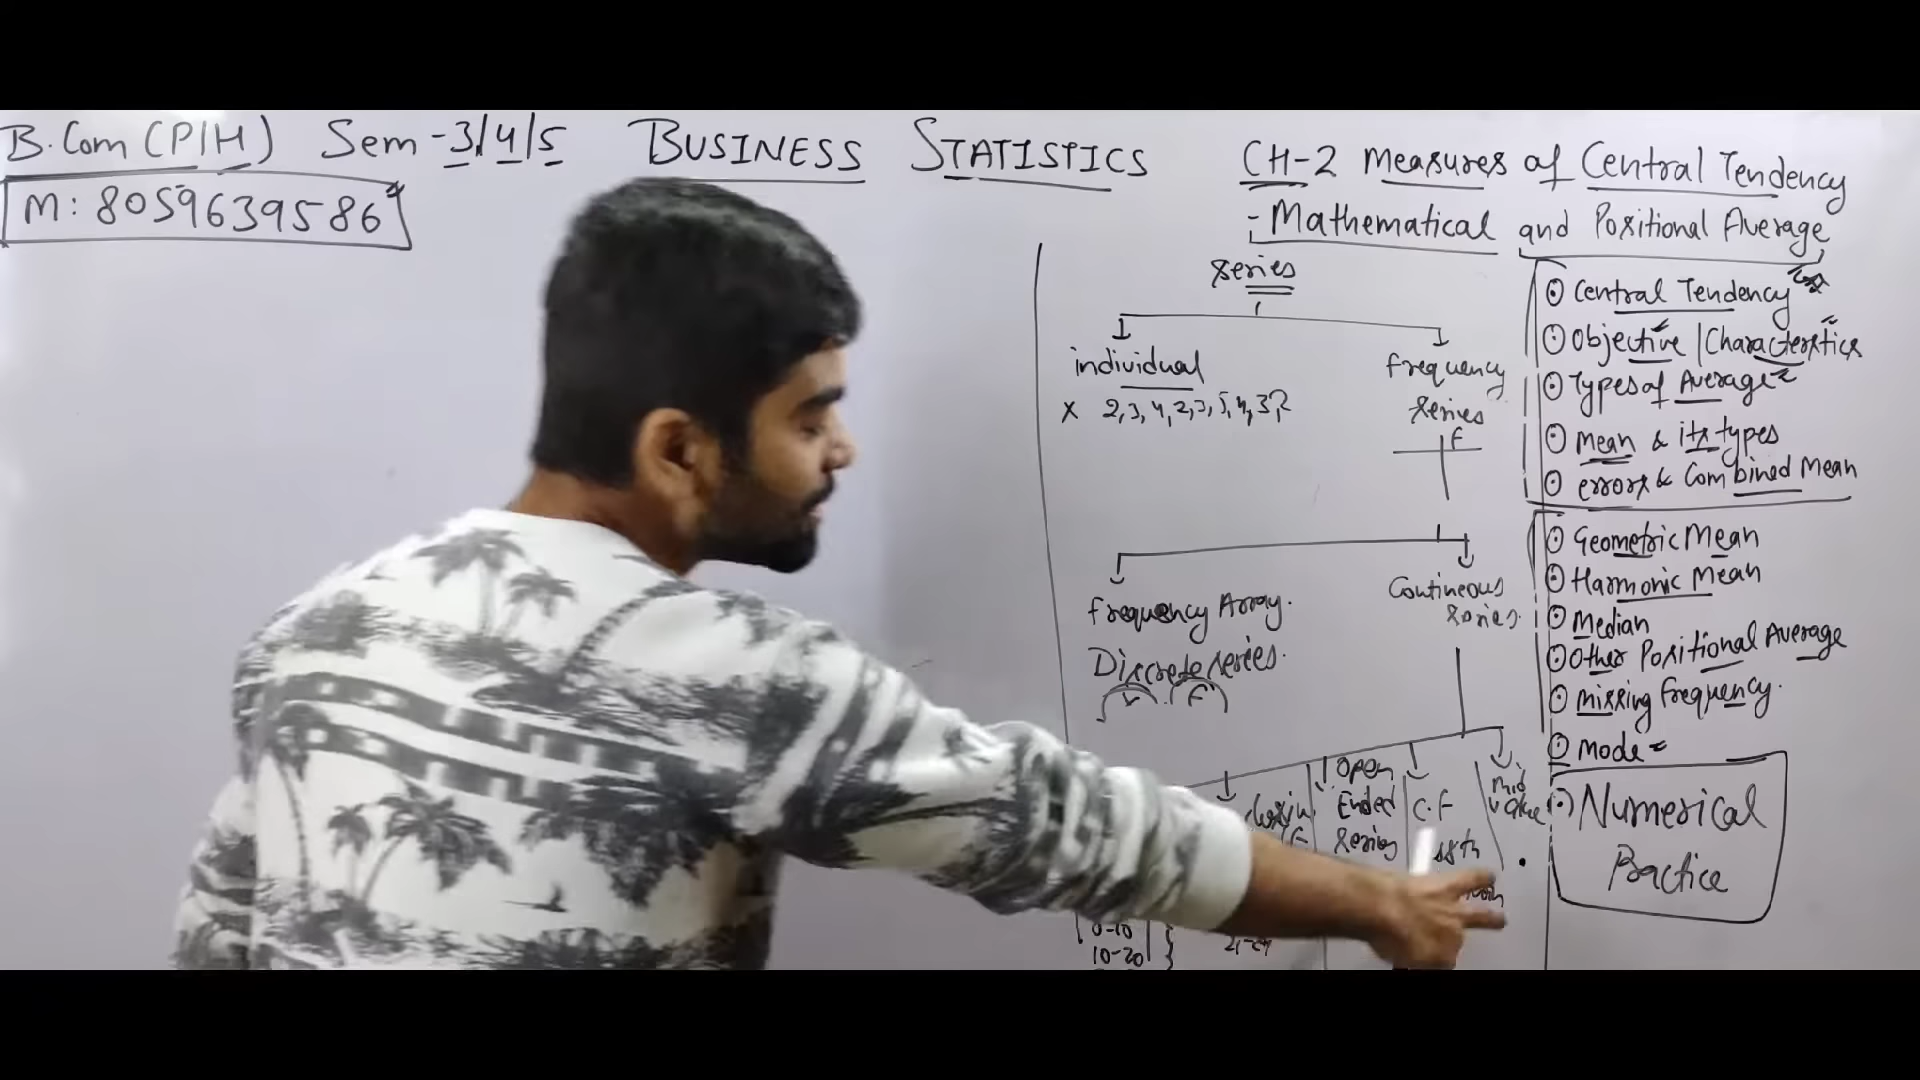 B.Com (P/H) Sem - 3/4/5 BUSINESS STATISTICS
M: 8059639586
CH-2 Measures of Central Tendency
- Mathematical and Positional Average
Series
individual
X 2,3,4,2,3,5,4,3,2
frequency
Series
F
Frequency Array.
Discrete series.
Contineous
Series.
Open
Ended
Series
C.F
Mid
Value
0-10
10-20
Central Tendency
Objective / Characterstics
Types of Average
Mean & its types
errors & Combined Mean
Geometric Mean
Harmonic Mean
Median
Other Positional Average
Missing frequency.
Mode
Numerical
Practice